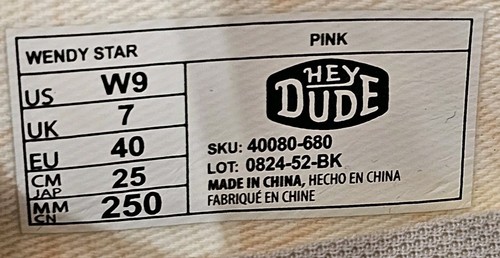 WENDY STAR PINK
US W9
UK 7
EU 40
CM JAP 25
MM CN 250
HEY
DUDE
SKU: 40080-680
LOT: 0824-52-BK
MADE IN CHINA, HECHO EN CHINA
FABRIQUÉ EN CHINE